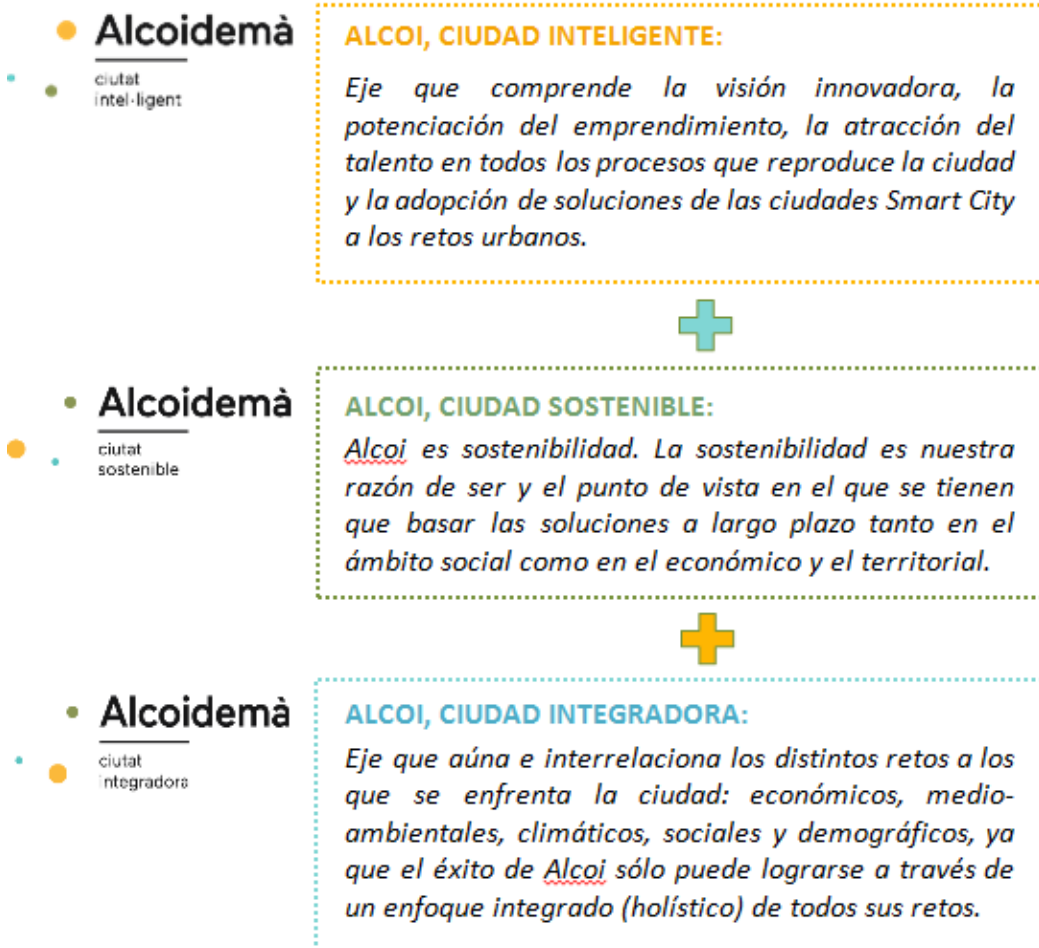 Alcoidemà
ciutat
intel·ligent
ALCOI, CIUDAD INTELIGENTE:
Eje que comprende la visión innovadora, la
potenciación del emprendimiento, la atracción del
talento en todos los procesos que reproduce la ciudad
y la adopción de soluciones de las ciudades Smart City
a los retos urbanos.
Alcoidemà
ciutat
sostenible
ALCOI, CIUDAD SOSTENIBLE:
Alcoi es sostenibilidad. La sostenibilidad es nuestra
razón de ser y el punto de vista en el que se tienen
que basar las soluciones a largo plazo tanto en el
ámbito social como en el económico y el territorial.
Alcoidemà
ciutat
integradora
ALCOI, CIUDAD INTEGRADORA:
Eje que aúna e interrelaciona los distintos retos a los
que se enfrenta la ciudad: económicos, medio-
ambientales, climáticos, sociales y demográficos, ya
que el éxito de Alcoi sólo puede lograrse a través de
un enfoque integrado (holístico) de todos sus retos.